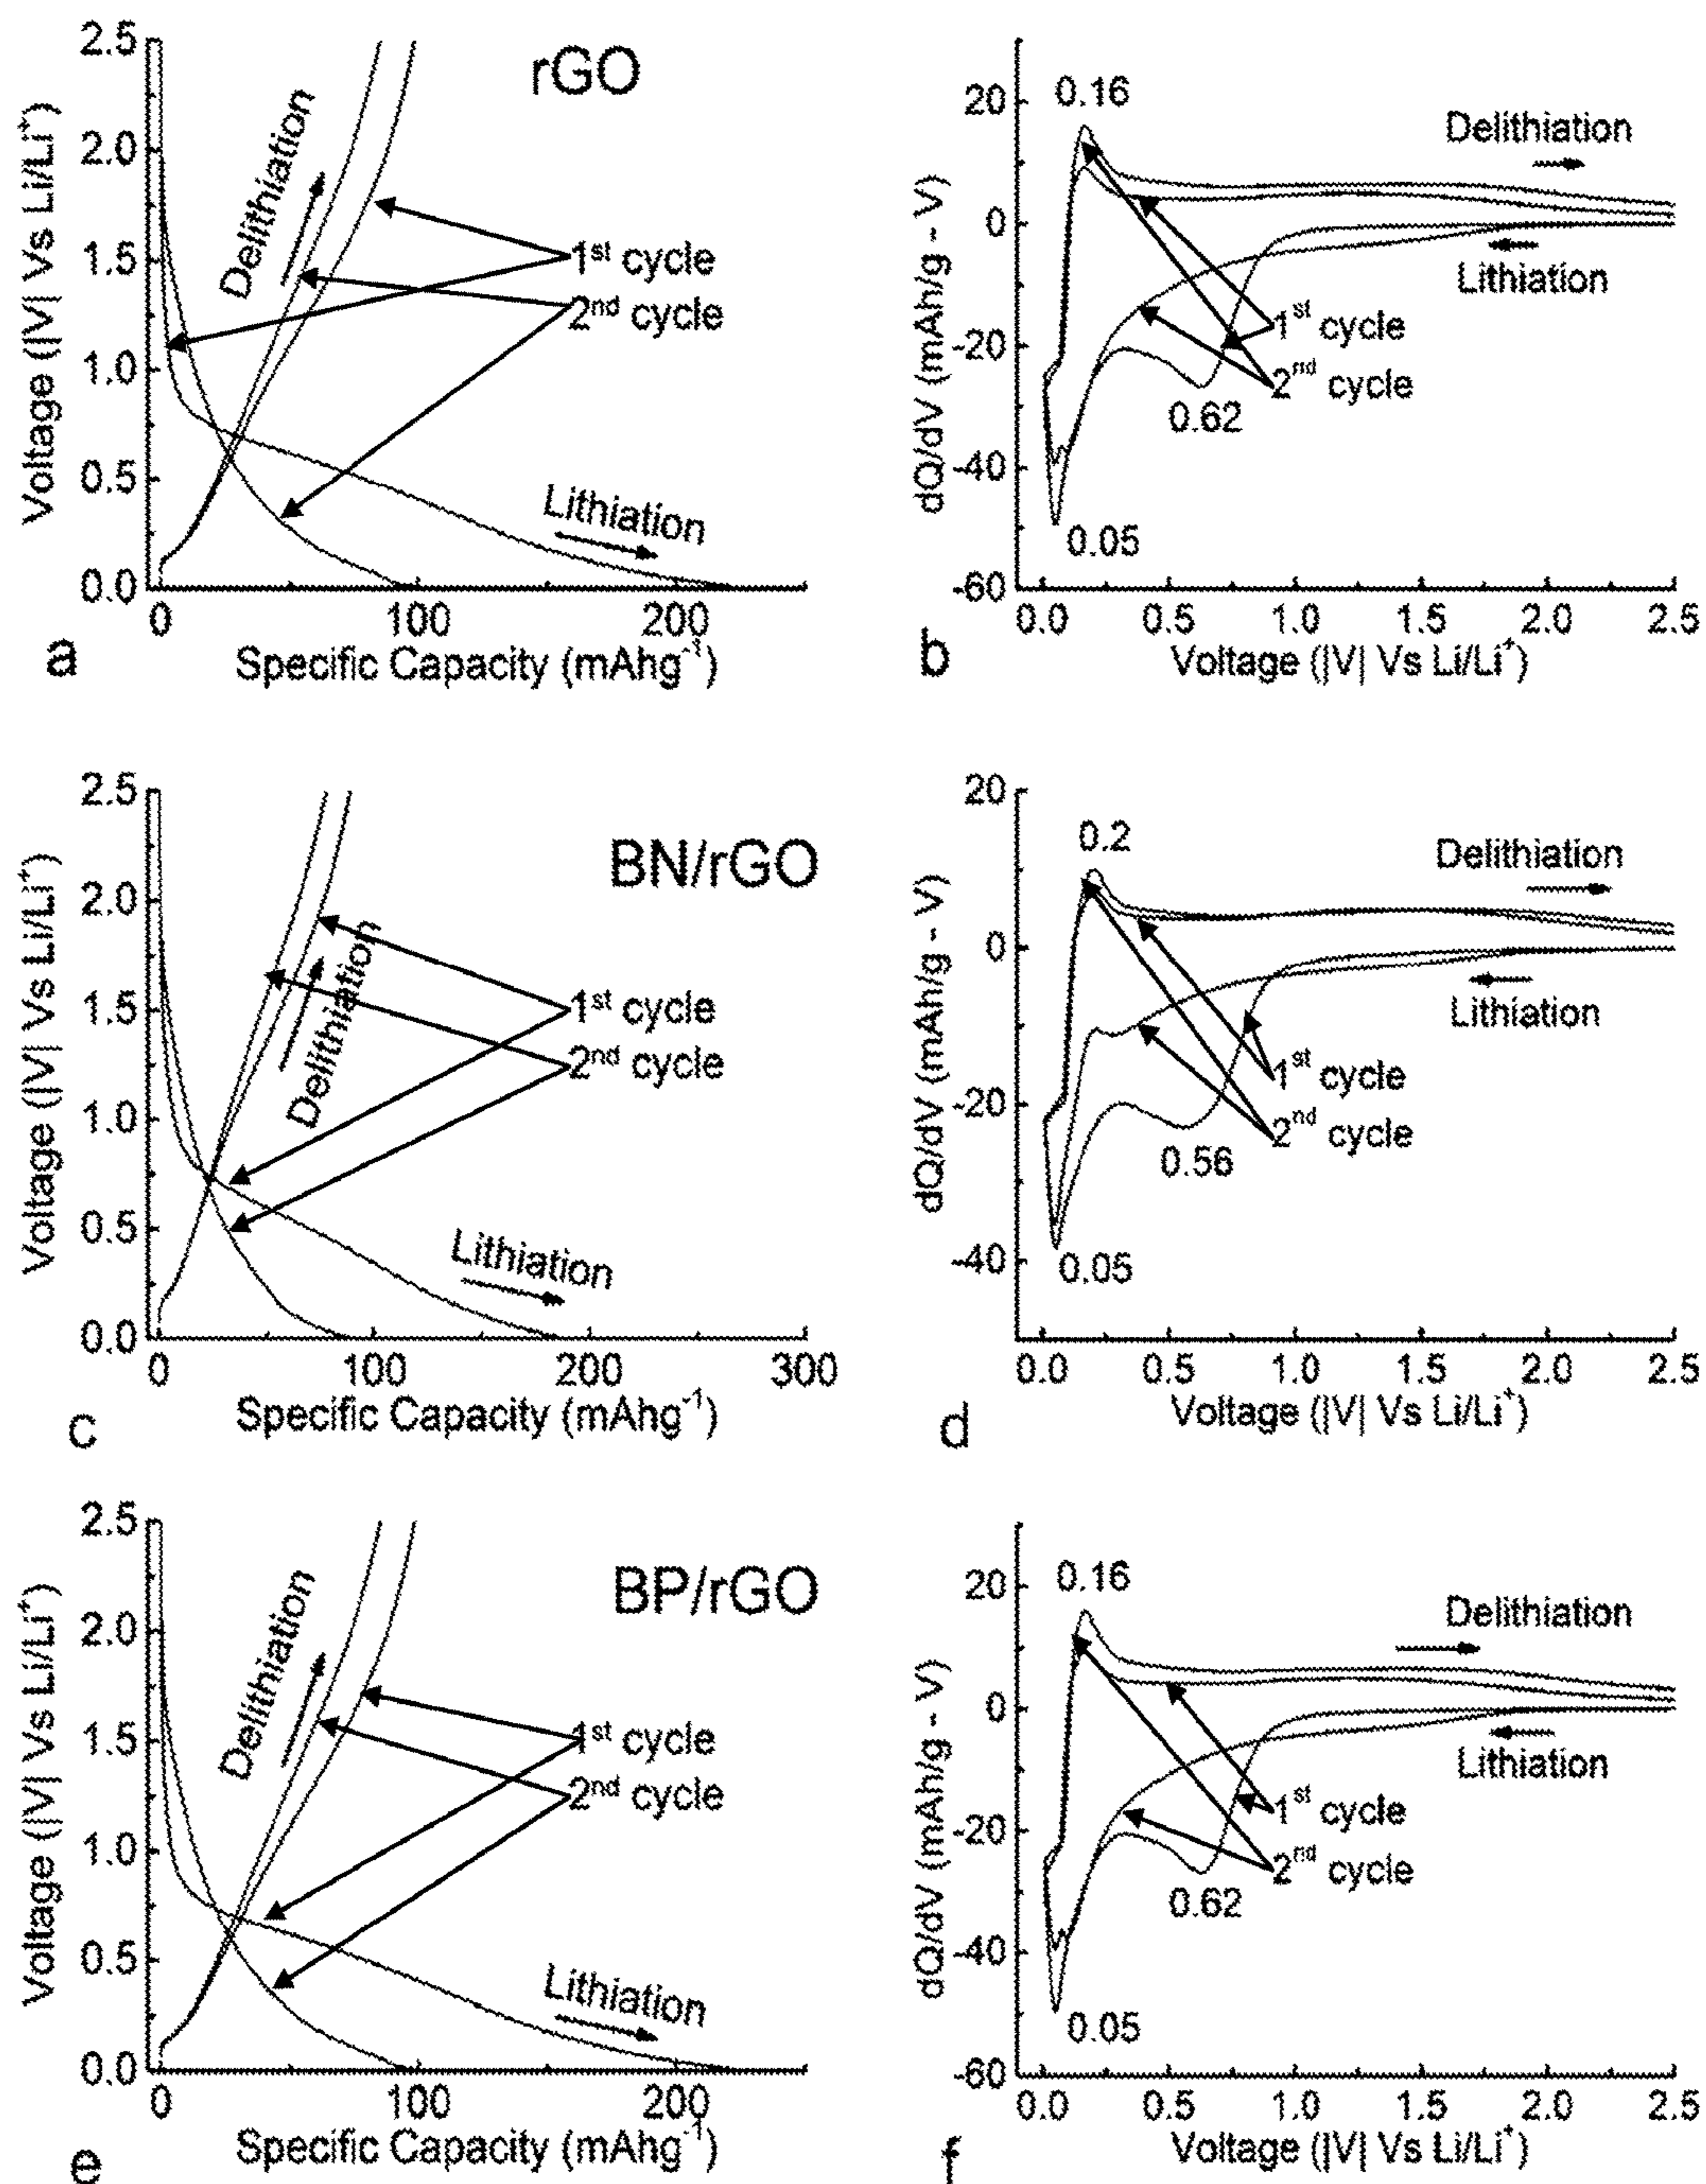 rGO
Voltage (|V| Vs Li/Li⁺)
2.5
2.0
1.5
1.0
0.5
0.0
Delithiation
1st cycle
2nd cycle
Lithiation
0 100 200
Specific Capacity (mAhg⁻¹)
a
dQ/dV (mAh/g - V)
20
0
-20
-40
-60
0.16
Delithiation
Lithiation
1st cycle
2nd cycle
0.62
0.05
0.0 0.5 1.0 1.5 2.0 2.5
Voltage (|V| Vs Li/Li⁺)
b
BN/rGO
Voltage (|V| Vs Li/Li⁺)
2.5
2.0
1.5
1.0
0.5
0.0
Delithiation
1st cycle
2nd cycle
Lithiation
0 100 200 300
Specific Capacity (mAhg⁻¹)
c
dQ/dV (mAh/g - V)
20
0
-20
-40
0.2
Delithiation
Lithiation
1st cycle
2nd cycle
0.56
0.05
0.0 0.5 1.0 1.5 2.0 2.5
Voltage (|V| Vs Li/Li⁺)
d
BP/rGO
Voltage (|V| Vs Li/Li⁺)
2.5
2.0
1.5
1.0
0.5
0.0
Delithiation
1st cycle
2nd cycle
Lithiation
0 100 200
Specific Capacity (mAhg⁻¹)
e
dQ/dV (mAh/g - V)
20
0
-20
-40
-60
0.16
Delithiation
Lithiation
1st cycle
2nd cycle
0.62
0.05
0.0 0.5 1.0 1.5 2.0 2.5
Voltage (|V| Vs Li/Li⁺)
f